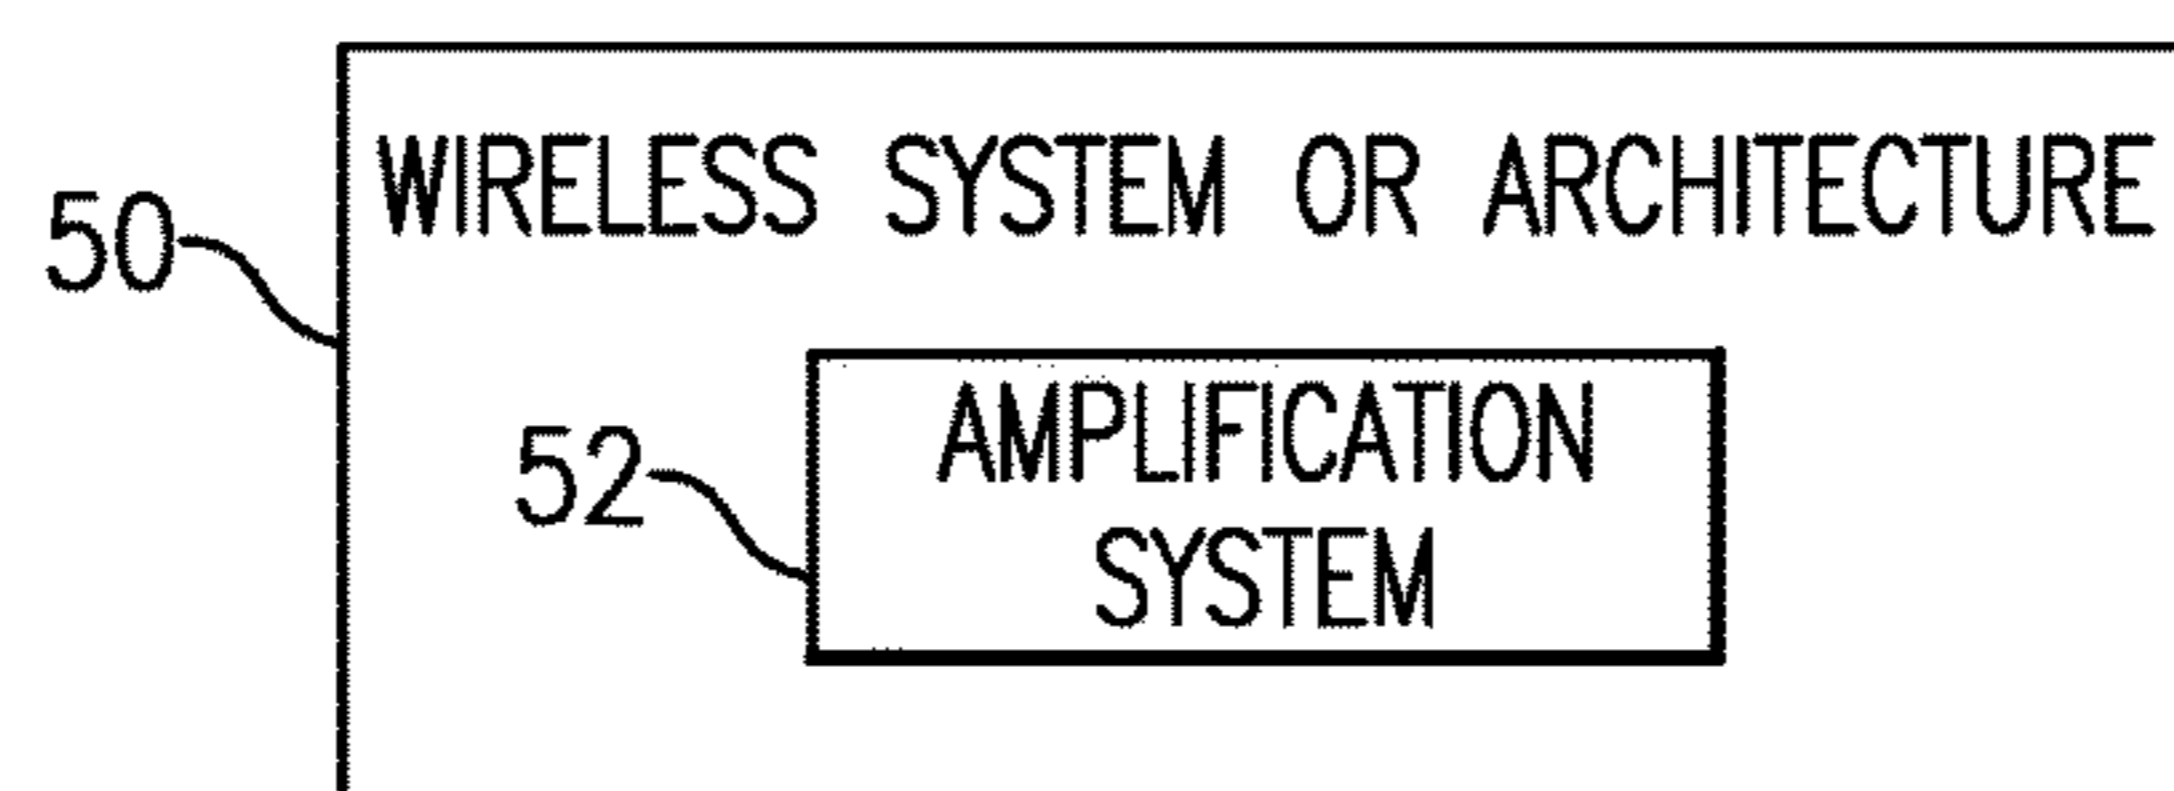 WIRELESS SYSTEM OR ARCHITECTURE
50
AMPLIFICATION
52
SYSTEM